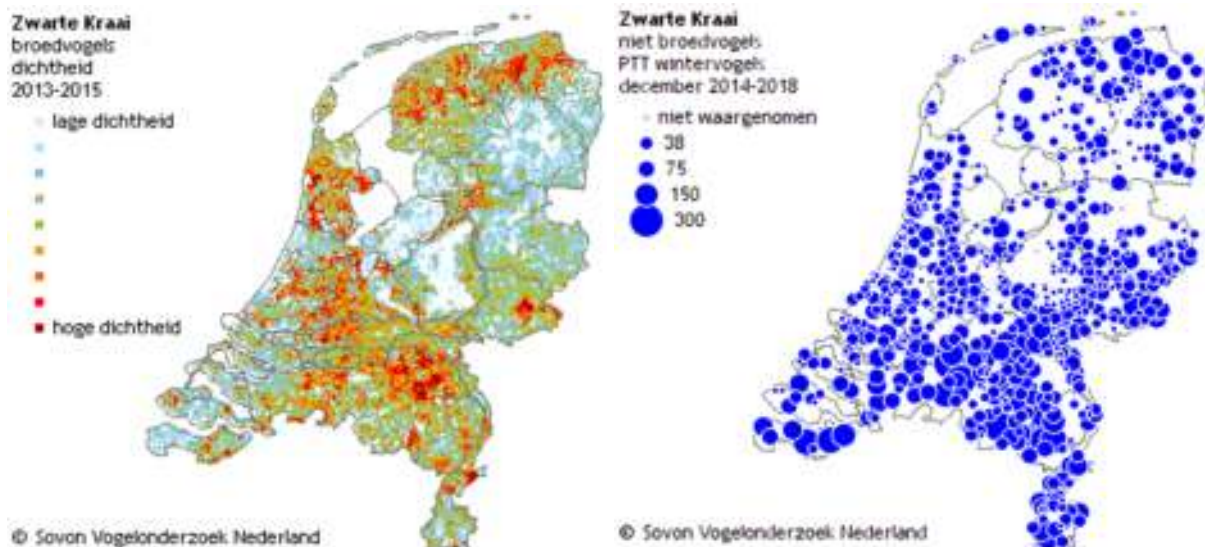 Zwarte Kraai
broedvogels
dichtheid
2013-2015
lage dichtheid
hoge dichtheid
© Sovon Vogelonderzoek Nederland
Zwarte Kraai
niet broedvogels
PTT wintervogels
december 2014-2018
niet waargenomen
38
75
150
300
© Sovon Vogelonderzoek Nederland